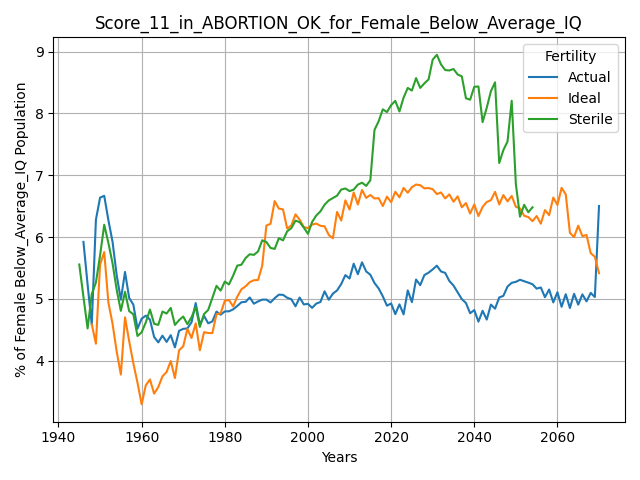 Score_11_in_ABORTION_OK_for_Female_Below_Average_IQ
% of Female Below_Average_IQ Population
9
8
7
6
5
4
Fertility
Actual
Ideal
Sterile
1940 1960 1980 2000 2020 2040 2060
Years